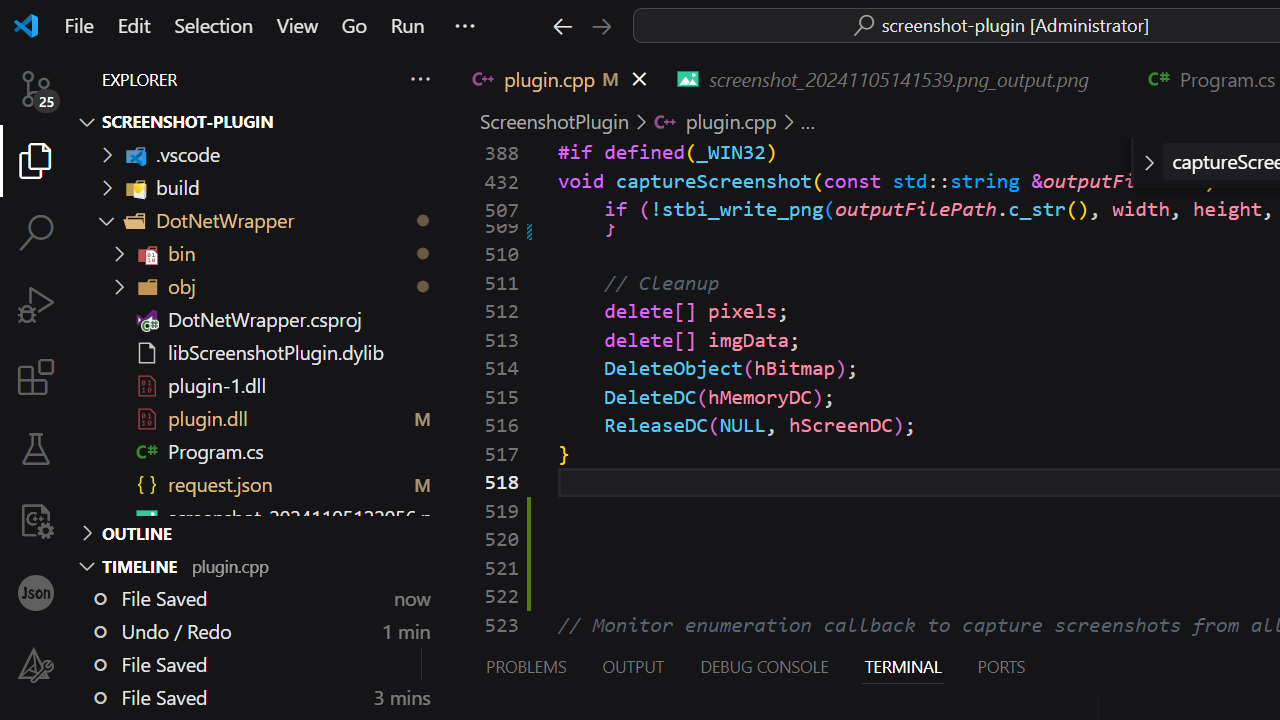 File Edit Selection View Go Run ··· screenshot-plugin [Administrator]
25
EXPLORER ···
SCREENSHOT-PLUGIN
.vscode
build
DotNetWrapper
bin
obj
DotNetWrapper.csproj
libScreenshotPlugin.dylib
plugin-1.dll
plugin.dll M
C# Program.cs
{} request.json M
OUTLINE
TIMELINE plugin.cpp
File Saved now
Undo / Redo 1 min
File Saved
File Saved 3 mins
Json
plugin.cpp M screenshot_20241105141539.png_output.png C# Program.cs
ScreenshotPlugin > plugin.cpp > ...
captureScree
388 #if defined(_WIN32)
432 void captureScreenshot(const std::string &outputFi
507 if (!stbi_write_png(outputFilePath.c_str(), width, height,
509 }
510
511 // Cleanup
512 delete[] pixels;
513 delete[] imgData;
514 DeleteObject(hBitmap);
515 DeleteDC(hMemoryDC);
516 ReleaseDC(NULL, hScreenDC);
517 }
518
519
520
521
522
523 // Monitor enumeration callback to capture screenshots from all
PROBLEMS OUTPUT DEBUG CONSOLE TERMINAL PORTS